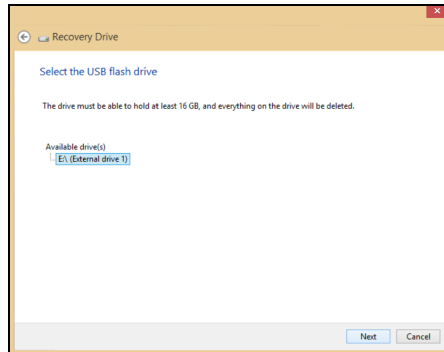 Recovery Drive
Select the USB flash drive
The drive must be able to hold at least 16 GB, and everything on the drive will be deleted.
Available drive(s)
E:\ (External drive 1)
Next Cancel